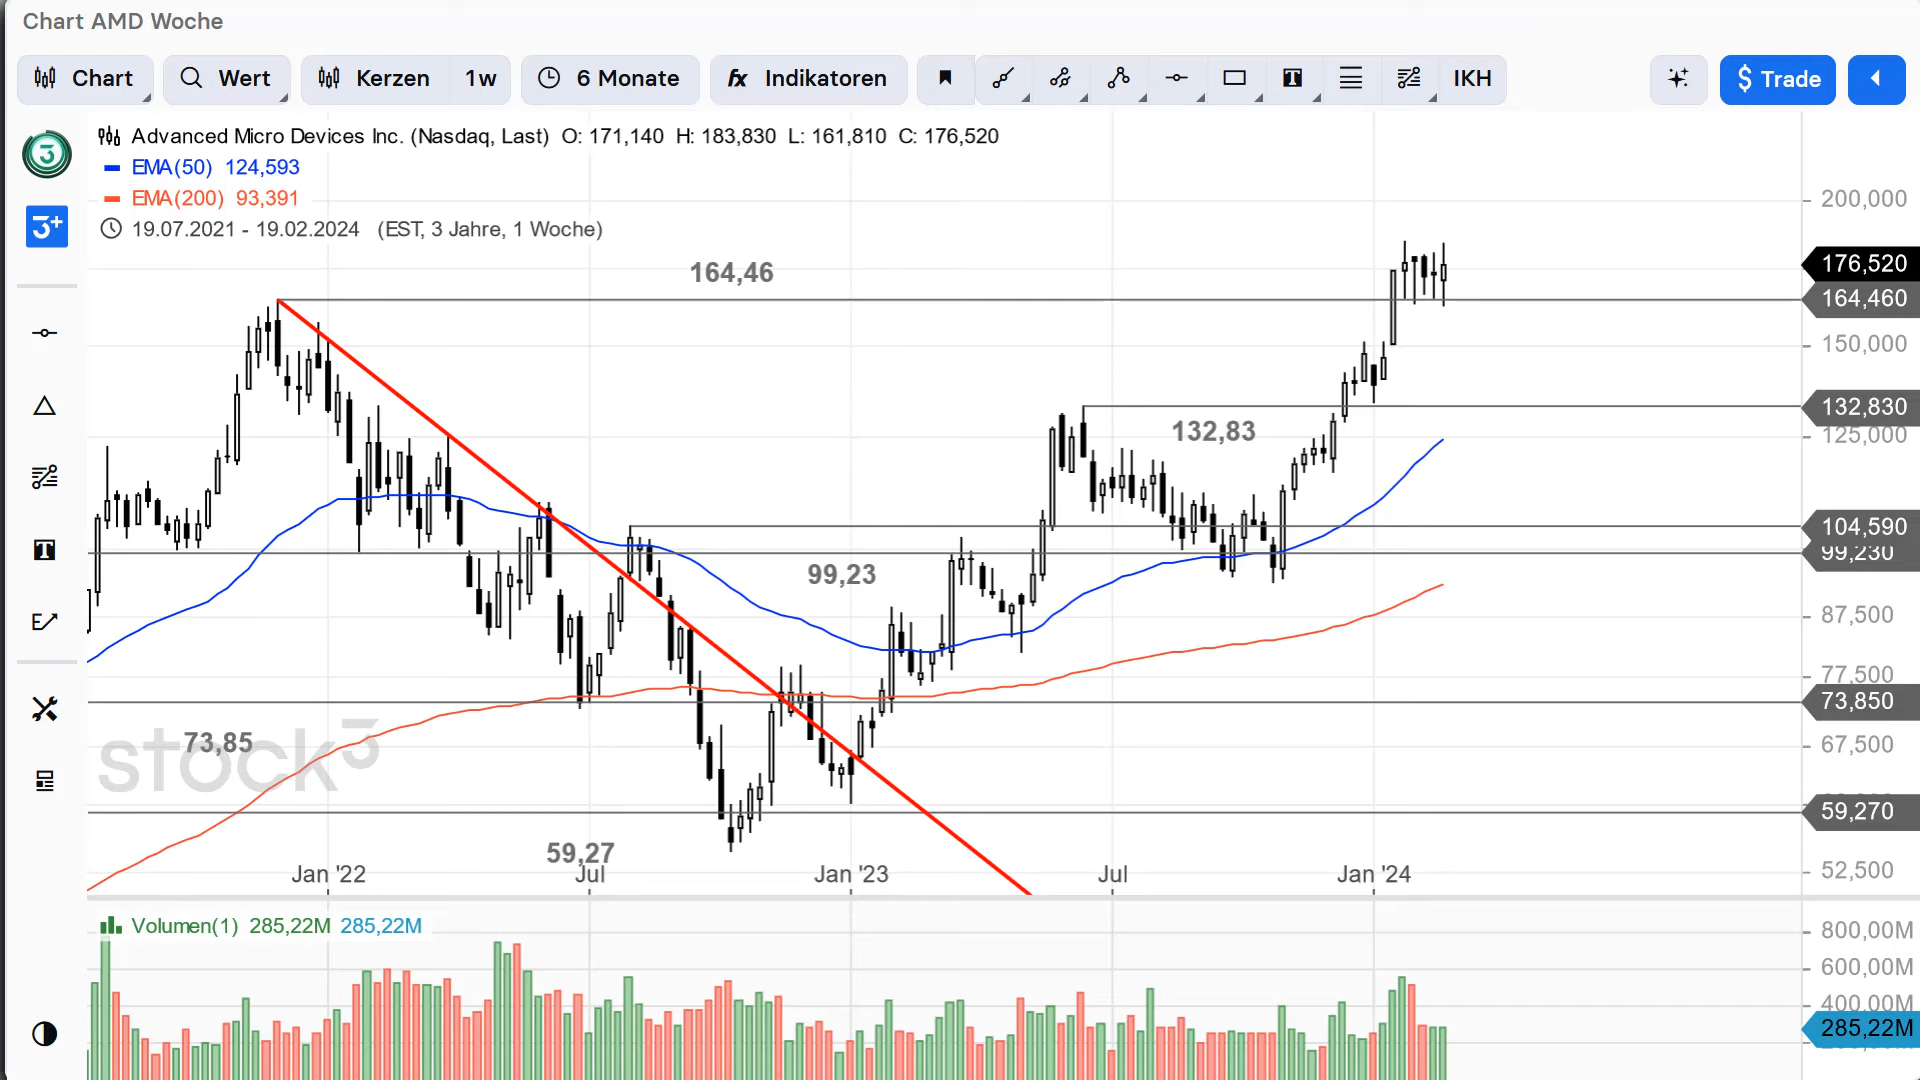 Chart AMD Woche
Chart
Wert
Kerzen
1w
6 Monate
fx Indikatoren
T
IKH
$ Trade
3
Advanced Micro Devices Inc. (Nasdaq, Last) O: 171,140 H: 183,830 L: 161,810 C: 176,520
EMA(50) 124,593
EMA(200) 93,391
3+
19.07.2021 - 19.02.2024 (EST, 3 Jahre, 1 Woche)
200,000
164,46
176,520
164,460
150,000
132,83
132,830
125,000
T
99,23
104,590
99,230
87,500
77,500
73,850
73,85
stock3
67,500
59,270
59,27
52,500
Jan '22
Jul
Jan '23
Jul
Jan '24
Volumen(1) 285,22M 285,22M
800,00M
600,00M
400,00M
285,22M